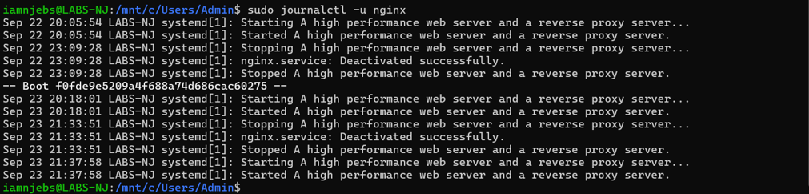 iamnjebs@LABS-NJ:/mnt/c/Users/Admin$ sudo journalctl -u nginx
Sep 22 20:05:54 LABS-NJ systemd[1]: Starting A high performance web server and a reverse proxy server...
Sep 22 20:05:54 LABS-NJ systemd[1]: Started A high performance web server and a reverse proxy server.
Sep 22 23:09:28 LABS-NJ systemd[1]: Stopping A high performance web server and a reverse proxy server...
Sep 22 23:09:28 LABS-NJ systemd[1]: nginx.service: Deactivated successfully.
Sep 22 23:09:28 LABS-NJ systemd[1]: Stopped A high performance web server and a reverse proxy server.
-- Boot f0fde9e5209a4f688a74d686cac60275 --
Sep 23 20:18:01 LABS-NJ systemd[1]: Starting A high performance web server and a reverse proxy server...
Sep 23 20:18:01 LABS-NJ systemd[1]: Started A high performance web server and a reverse proxy server.
Sep 23 21:33:51 LABS-NJ systemd[1]: Stopping A high performance web server and a reverse proxy server...
Sep 23 21:33:51 LABS-NJ systemd[1]: nginx.service: Deactivated successfully.
Sep 23 21:33:51 LABS-NJ systemd[1]: Stopped A high performance web server and a reverse proxy server.
Sep 23 21:37:58 LABS-NJ systemd[1]: Starting A high performance web server and a reverse proxy server...
Sep 23 21:37:58 LABS-NJ systemd[1]: Started A high performance web server and a reverse proxy server.
iamnjebs@LABS-NJ:/mnt/c/Users/Admin$